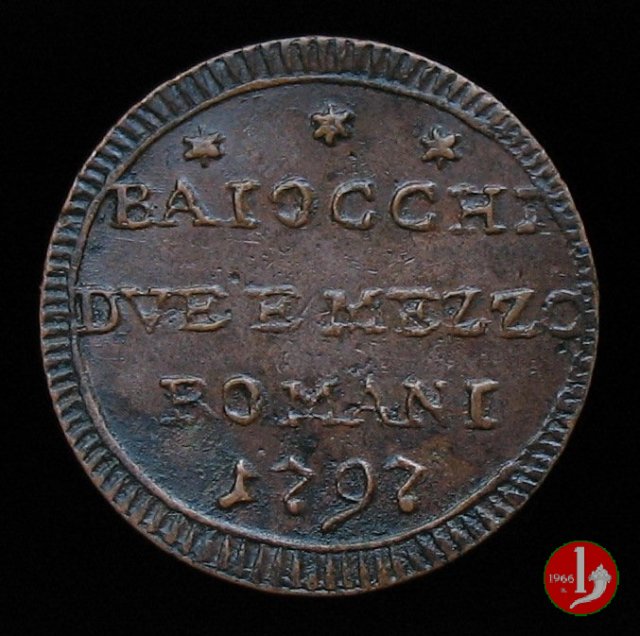 BAIOCCHI
DVE E MEZZO
ROMANI
1797
1966